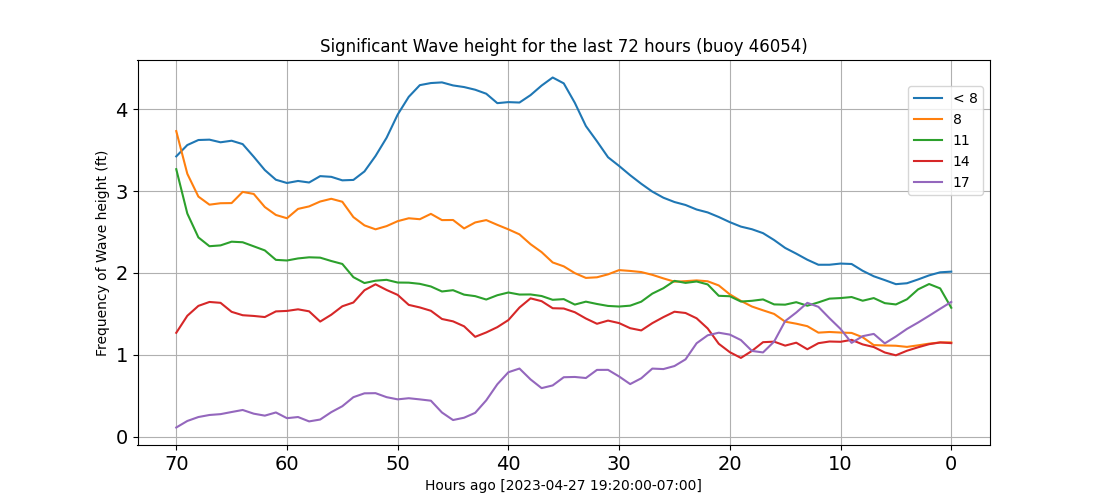 Significant Wave height for the last 72 hours (buoy 46054)
Frequency of Wave height (ft)
4
3
2
1
0
< 8
8
11
14
17
70 60 50 40 30 20 10 0
Hours ago [2023-04-27 19:20:00-07:00]